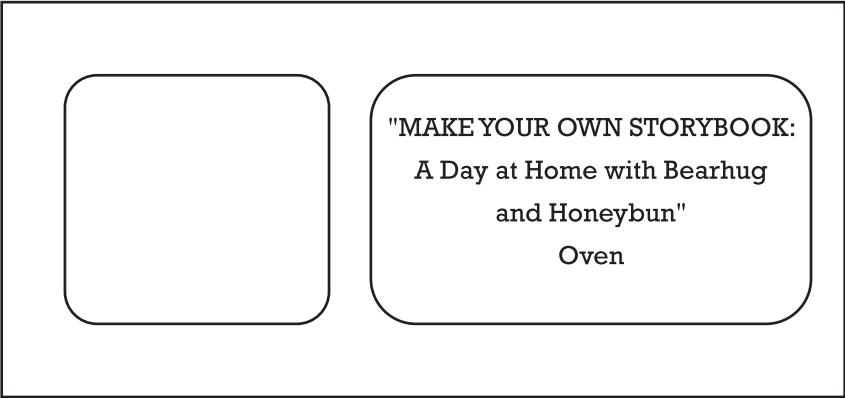 "MAKE YOUR OWN STORYBOOK:
A Day at Home with Bearhug
and Honeybun"
Oven